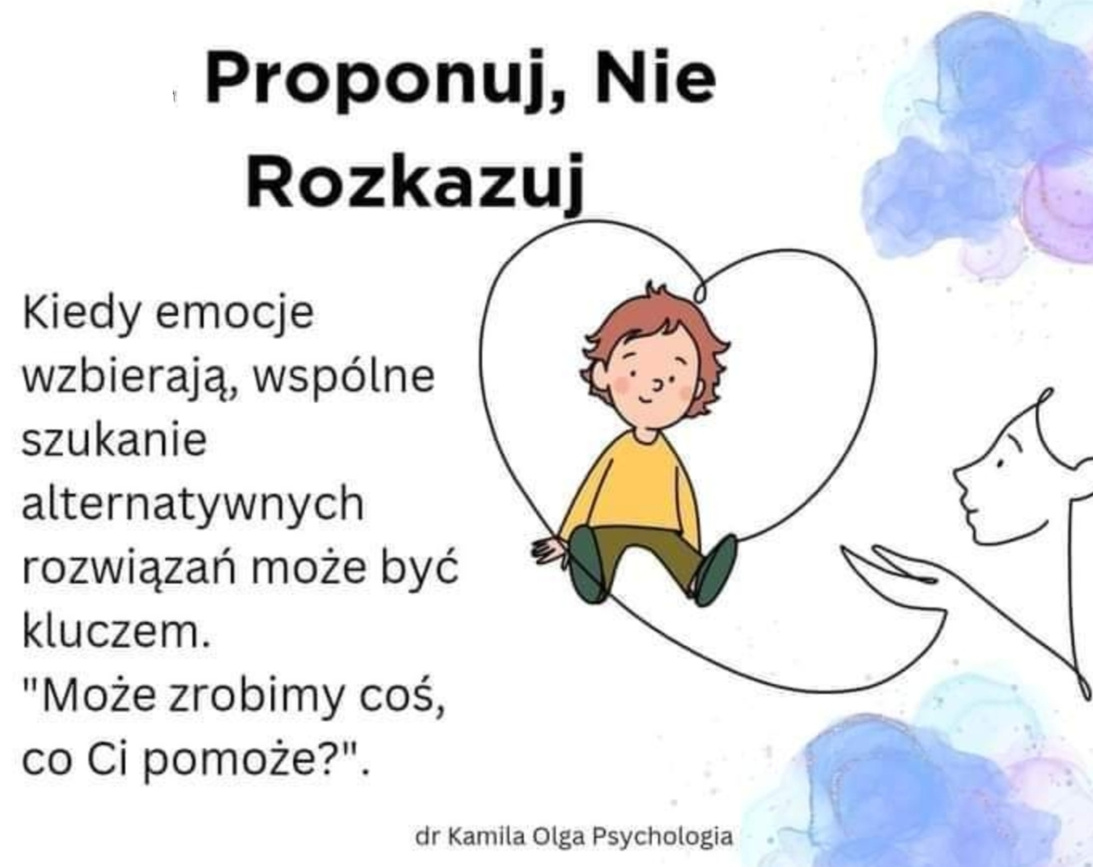 Proponuj, Nie
Rozkazuj
Kiedy emocje
wzbierają, wspólne
szukanie
alternatywnych
rozwiązań może być
kluczem.
"Może zrobimy coś,
co Ci pomoże?".
dr Kamila Olga Psychologia